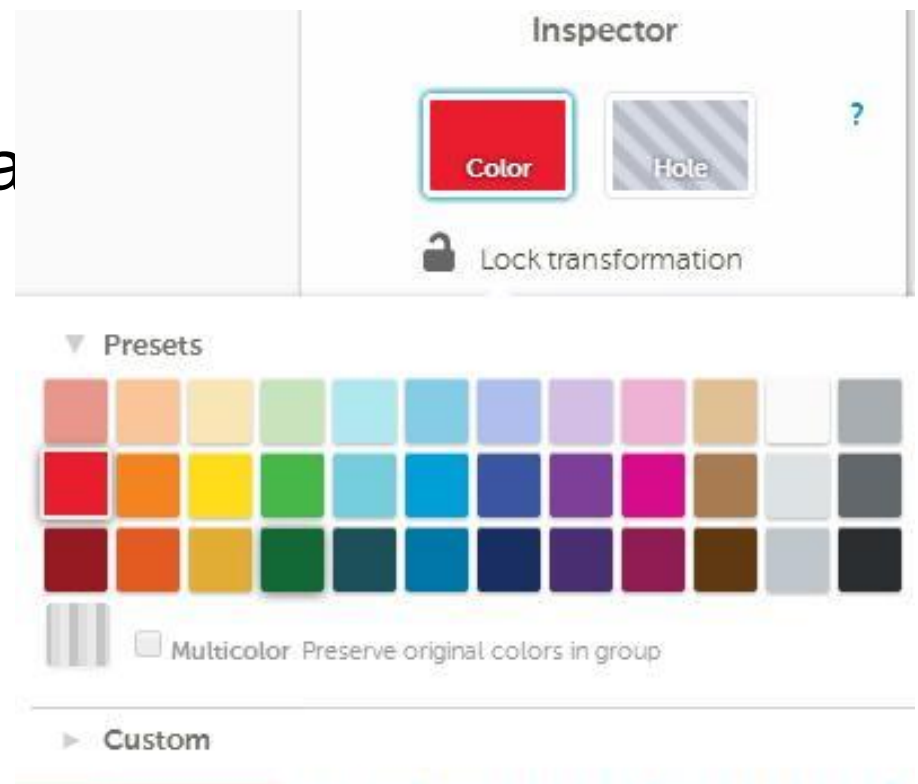 Inspector
a
Color Hole ?
Lock transformation
Presets
Multicolor Preserve original colors in group
Custom